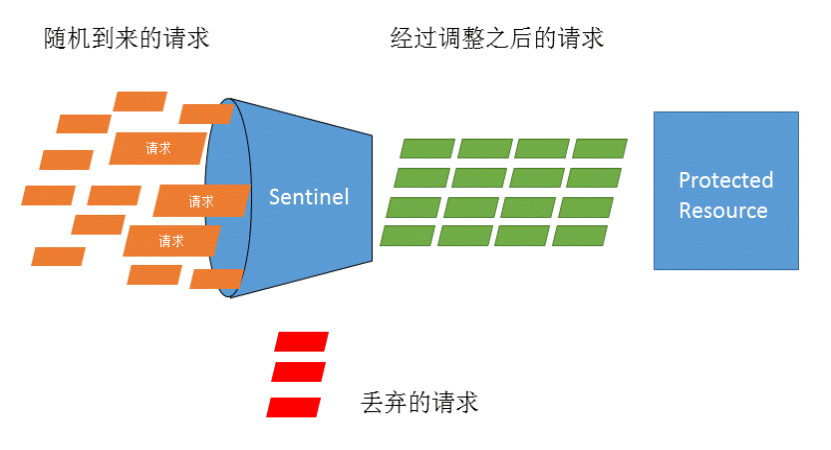 随机到来的请求
经过调整之后的请求
请求
请求
请求
Sentinel
Protected
Resource
丢弃的请求